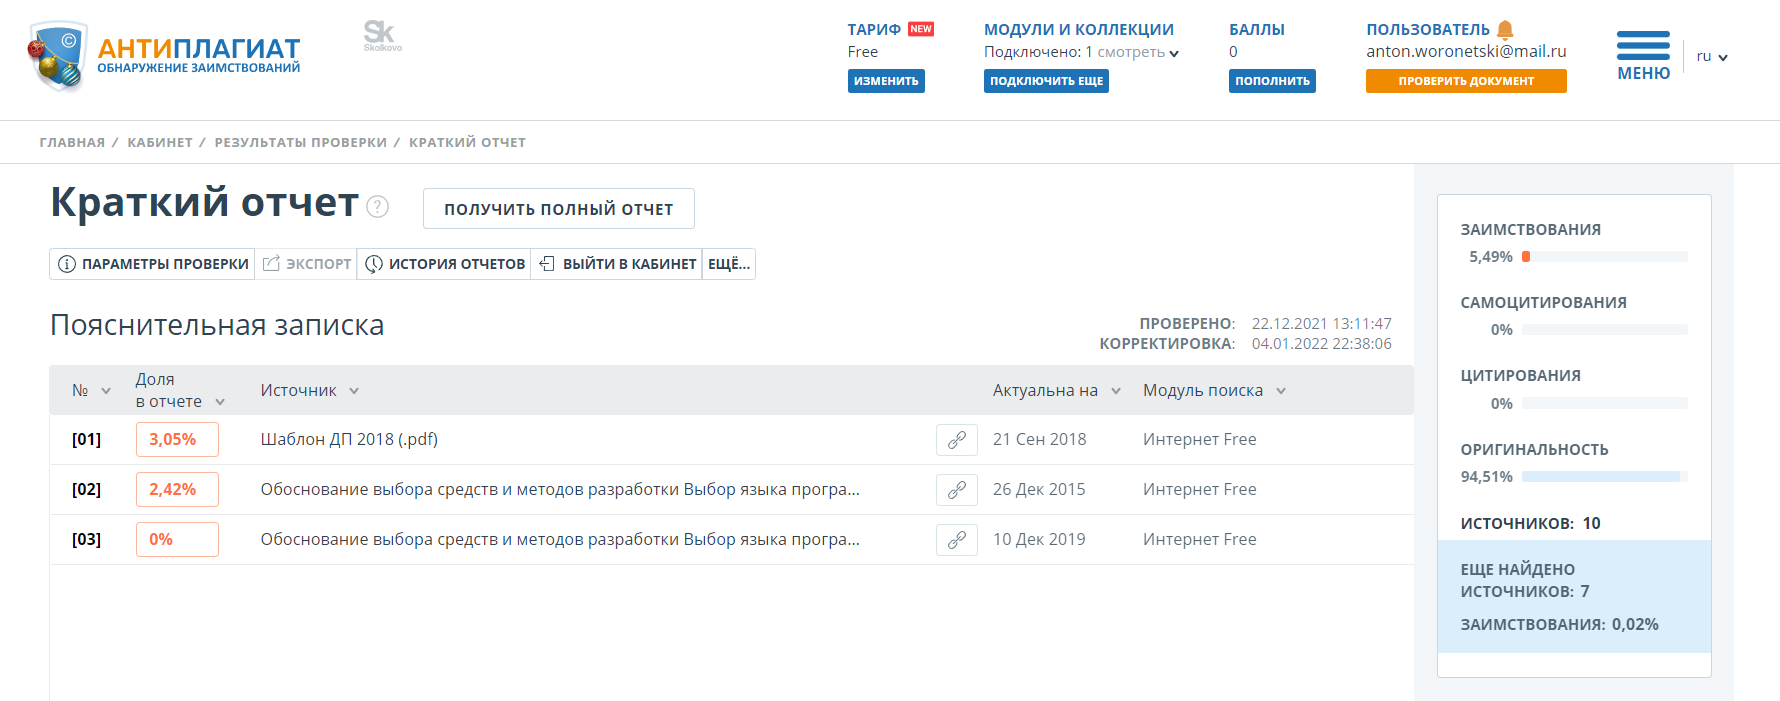 АНТИПЛАГИАТ
ОБНАРУЖЕНИЕ ЗАИМСТВОВАНИЙ
Sk
Skolkovo
ТАРИФ NEW
Free
ИЗМЕНИТЬ
МОДУЛИ И КОЛЛЕКЦИИ
Подключено: 1 смотреть
ПОДКЛЮЧИТЬ ЕЩЕ
БАЛЛЫ
0
ПОПОЛНИТЬ
ПОЛЬЗОВАТЕЛЬ
anton.woronetski@mail.ru
ПРОВЕРИТЬ ДОКУМЕНТ
МЕНЮ
ru
ГЛАВНАЯ / КАБИНЕТ / РЕЗУЛЬТАТЫ ПРОВЕРКИ / КРАТКИЙ ОТЧЕТ
Краткий отчет ?
ПОЛУЧИТЬ ПОЛНЫЙ ОТЧЕТ
ПАРАМЕТРЫ ПРОВЕРКИ ЭКСПОРТ ИСТОРИЯ ОТЧЕТОВ ВЫЙТИ В КАБИНЕТ ЕЩЁ...
Пояснительная записка
ПРОВЕРЕНО: 22.12.2021 13:11:47
КОРРЕКТИРОВКА: 04.01.2022 22:38:06
№ Доля в отчете Источник Актуальна на Модуль поиска
[01] 3,05% Шаблон ДП 2018 (.pdf) 21 Сен 2018 Интернет Free
[02] 2,42% Обоснование выбора средств и методов разработки Выбор языка програ... 26 Дек 2015 Интернет Free
[03] 0% Обоснование выбора средств и методов разработки Выбор языка програ... 10 Дек 2019 Интернет Free
ЗАИМСТВОВАНИЯ
5,49%
САМОЦИТИРОВАНИЯ
0%
ЦИТИРОВАНИЯ
0%
ОРИГИНАЛЬНОСТЬ
94,51%
ИСТОЧНИКОВ: 10
ЕЩЕ НАЙДЕНО
ИСТОЧНИКОВ: 7
ЗАИМСТВОВАНИЯ: 0,02%